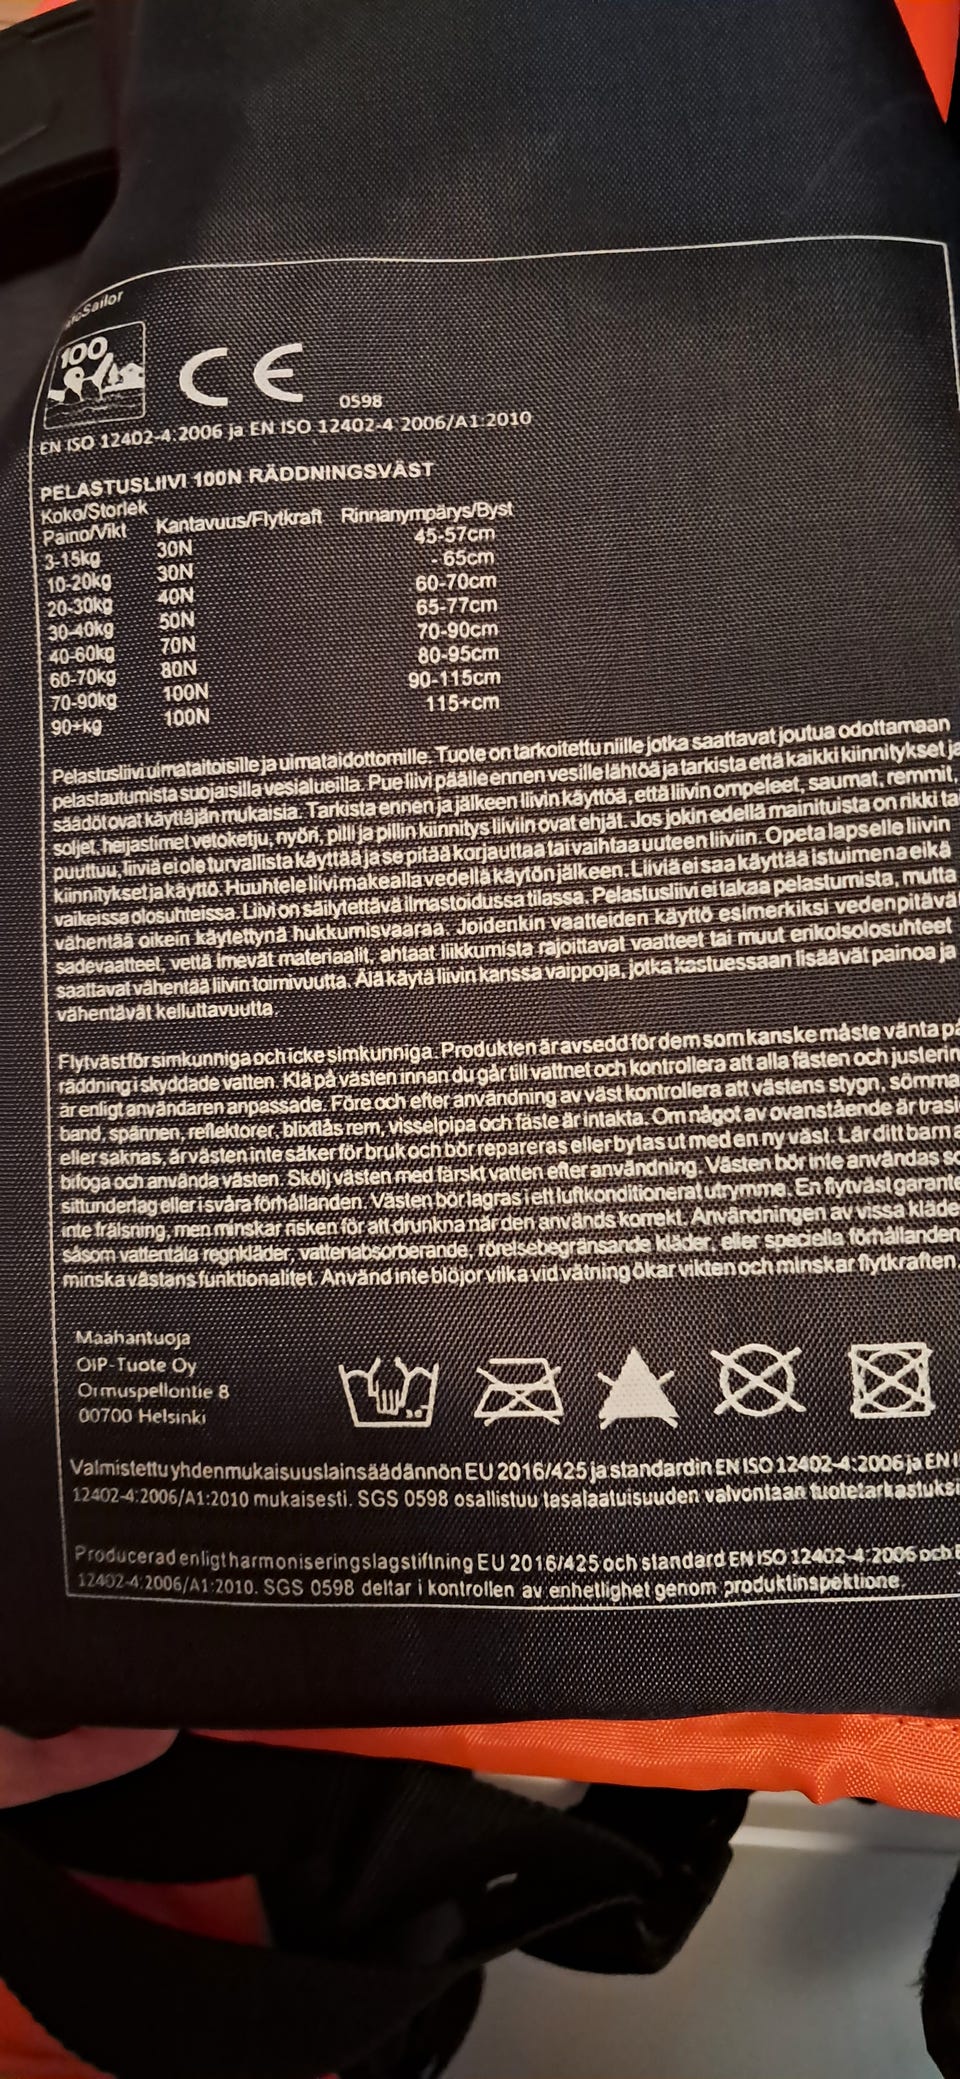 Sailor
100
CE
0598
EN ISO 12402-4:2006 ja EN ISO 12402-4 2006/A1:2010
PELASTUSLIIVI 100N RÄDDNINGSVÄST
Koko/Storlek
Paino/Vikt Kantavuus/Flytkraft Rinnanympärys/Byst
3-15kg 30N 45-57cm
10-20kg 30N - 65cm
20-30kg 40N 60-70cm
30-40kg 50N 65-77cm
40-60kg 70N 70-90cm
60-70kg 80N 80-95cm
70-90kg 100N 90-115cm
90+kg 100N 115+cm
Pelastusliivi uimataitoisille ja uimataidottomille. Tuote on tarkoitettu niille jotka saattavat joutua odottamaan
pelastautumista suojaisilla vesialueilla. Pue liivi päälle ennen vesille lähtöä ja tarkista että kaikki kiinnitykset ja
säädöt ovat käyttäjän mukaisia. Tarkista ennen ja jälkeen liivin käyttöä, että liivin ompeleet, saumat, remmit,
soljet, heijastimet vetoketju, nyöri, pilli ja pillin kiinnitys liiviin ovat ehjät. Jos jokin edellä mainituista on rikki ta
puuttuu, liiviä ei ole turvallista käyttää ja se pitää korjauttaa tai vaihtaa uuteen liiviin. Opeta lapselle liivin
kiinnitykset ja käyttö. Huuhtele liivi makealla vedellä käytön jälkeen. Liiviä ei saa käyttää istuimena eikä
vaikeissa olosuhteissa. Liivi on säilytettävä ilmastoidussa tilassa. Pelastusliivi ei takaa pelastumista, mutta
vähentää oikein käytettynä hukkumisvaaraa. Joidenkin vaatteiden käyttö esimerkiksi vedenpitävä
sadevaatteet, vettä imevät materiaalit, ahtaat liikkumista rajoittavat vaatteet tai muut erikoisolosuhteet
saattavat vähentää liivin toimivuutta. Älä käytä liivin kanssa vaippoja, jotka kastuessaan lisäävät painoa ja
vähentävät kelluttavuutta.
Flytväst för simkunniga och icke simkunniga. Produkten är avsedd för dem som kanske måste vänta på
räddning i skyddade vatten. Klä på västen innan du går till vattnet och kontrollera att alla fästen och justerin
är enligt användaren anpassade. Före och efter användning av väst kontrollera att västens stygn, sömma
band, spännen, reflektorer, blixtlås rem, visselpipa och fäste är intakta. Om något av ovanstående är trasi
eller saknas, är västen inte säker för bruk och bör repareras eller bytas ut med en ny väst. Lär ditt barn a
bifoga och använda västen. Skölj västen med färskt vatten efter användning. Västen bör inte användas so
sittunderlag eller i svåra förhållanden. Västen bör lagras i ett luftkonditionerat utrymme. En flytväst garante
inte frälsning, men minskar risken för att drunkna när den används korrekt. Användningen av vissa kläde
såsom vattentäta regnkläder, vattenabsorberande, rörelsebegränsande kläder, eller speciella förhållanden
minska västans funktionalitet. Använd inte blöjor vilka vid vätning ökar vikten och minskar flytkraften.
Maahantuoja
OIP-Tuote Oy
Ormuspellontie 8
00700 Helsinki
Valmistettu yhdenmukaisuuslainsäädännön EU 2016/425 ja standardin EN ISO 12402-4:2006 ja EN I
12402-4:2006/A1:2010 mukaisesti. SGS 0598 osallistuu tasalaatuisuuden valvontaan tuotetarkastuksi
Producerad enligt harmoniseringslagstiftning EU 2016/425 och standard EN ISO 12402-4:2006 och E
12402-4:2006/A1:2010. SGS 0598 deltar i kontrollen av enhetlighet genom produktinspektione